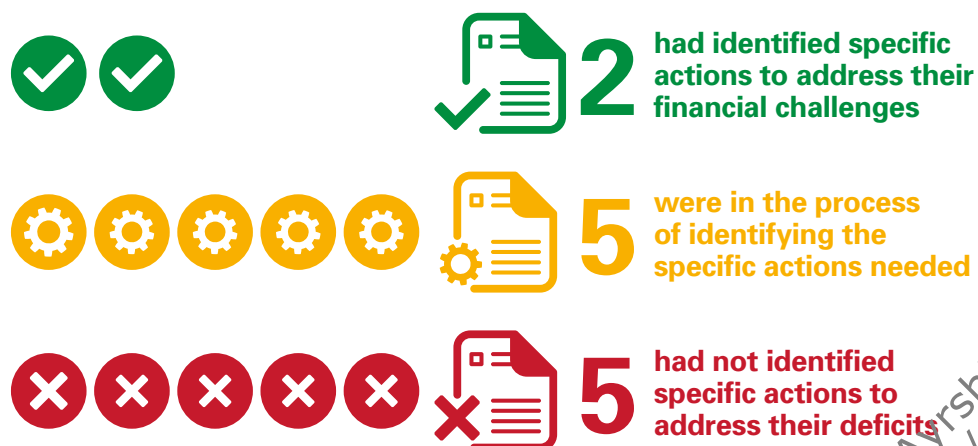 2
had identified specific
actions to address their
financial challenges
5
were in the process
of identifying the
specific actions needed
5
had not identified
specific actions to
address their deficits